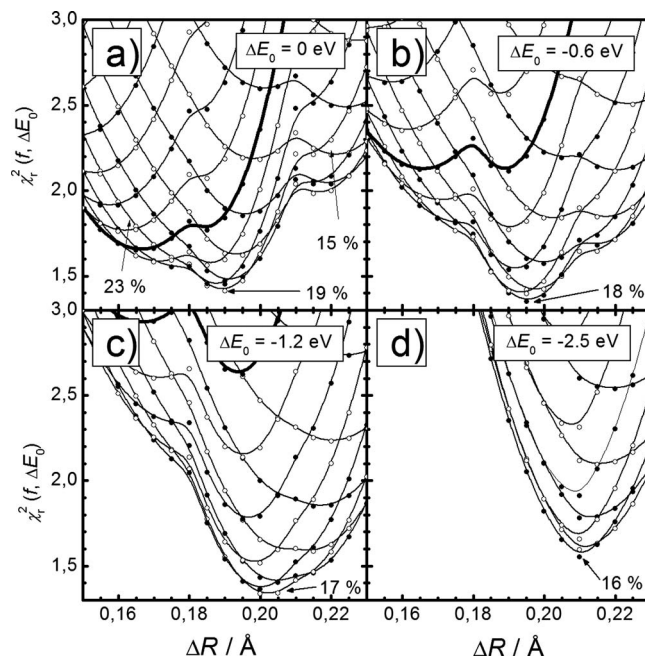 3,0
2,5
2,0
1,5
χr² (f, ΔE0)
a)
ΔE0 = 0 eV
23 %
19 %
15 %
b)
ΔE0 = -0.6 eV
18 %
3,0
2,5
2,0
1,5
χr² (f, ΔE0)
c)
ΔE0 = -1.2 eV
17 %
d)
ΔE0 = -2.5 eV
16 %
0,16 0,18 0,20 0,22
0,16 0,18 0,20 0,22
ΔR / Å
ΔR / Å